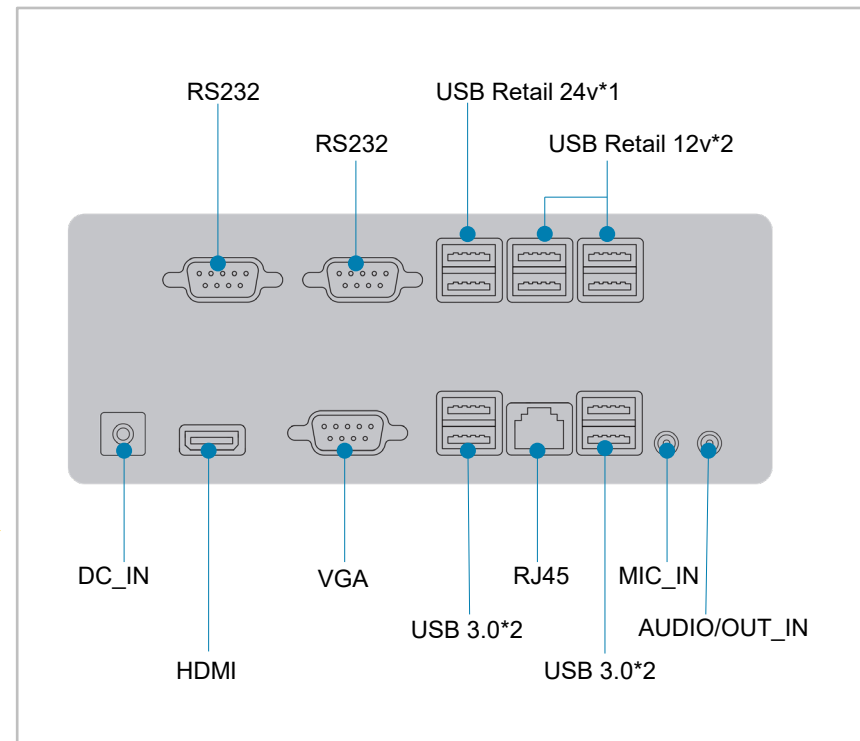 RS232
USB Retail 24v*1
RS232
USB Retail 12v*2
DC_IN
VGA
RJ45
MIC_IN
USB 3.0*2
AUDIO/OUT_IN
HDMI
USB 3.0*2